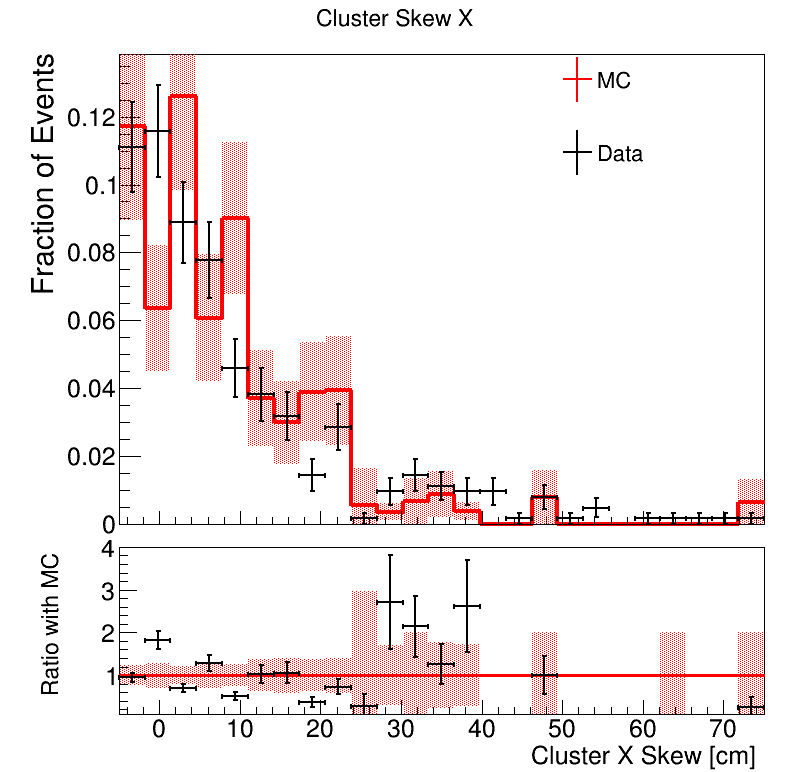 Cluster Skew X
Fraction of Events
0.12
0.1
0.08
0.06
0.04
0.02
0
MC
Data
Ratio with MC
4
3
2
1
0 10 20 30 40 50 60 70
Cluster X Skew [cm]